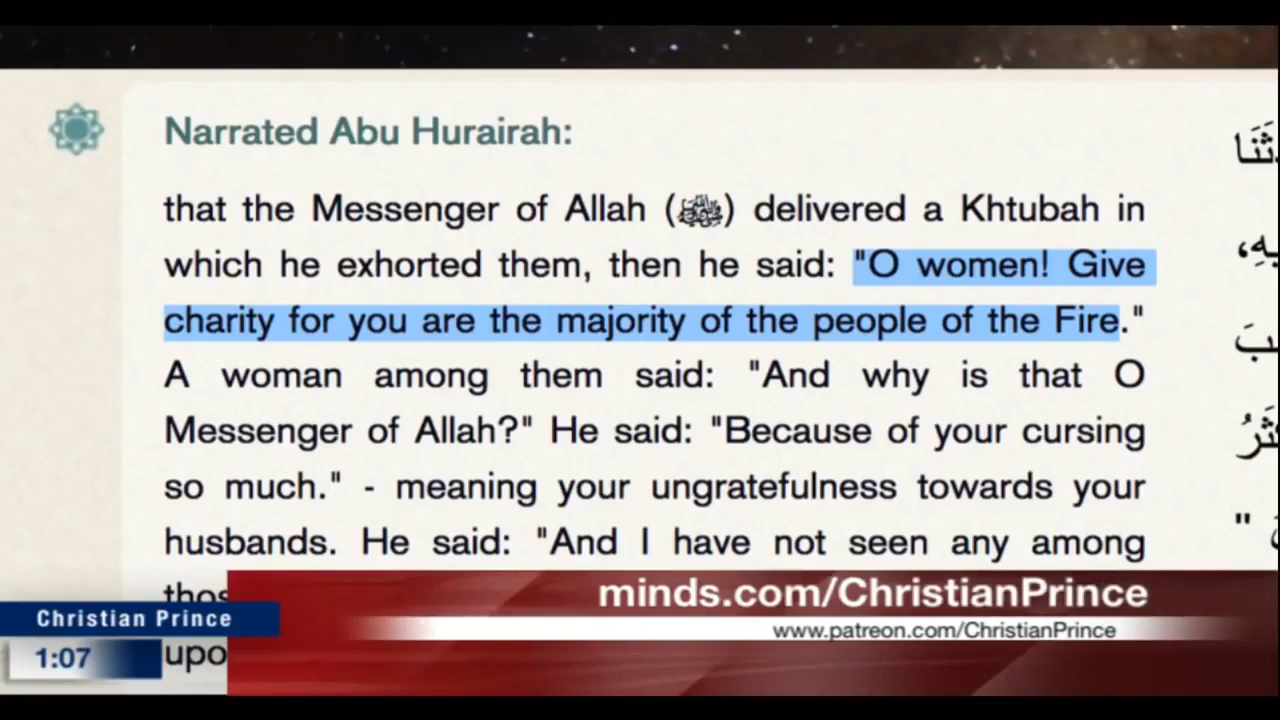 Narrated Abu Hurairah:
that the Messenger of Allah (ﷺ) delivered a Khtubah in
which he exhorted them, then he said: "O women! Give
charity for you are the majority of the people of the Fire."
A woman among them said: "And why is that O
Messenger of Allah?" He said: "Because of your cursing
so much." - meaning your ungratefulness towards your
husbands. He said: "And I have not seen any among
minds.com/ChristianPrince
Christian Prince
www.patreon.com/ChristianPrince
1:07